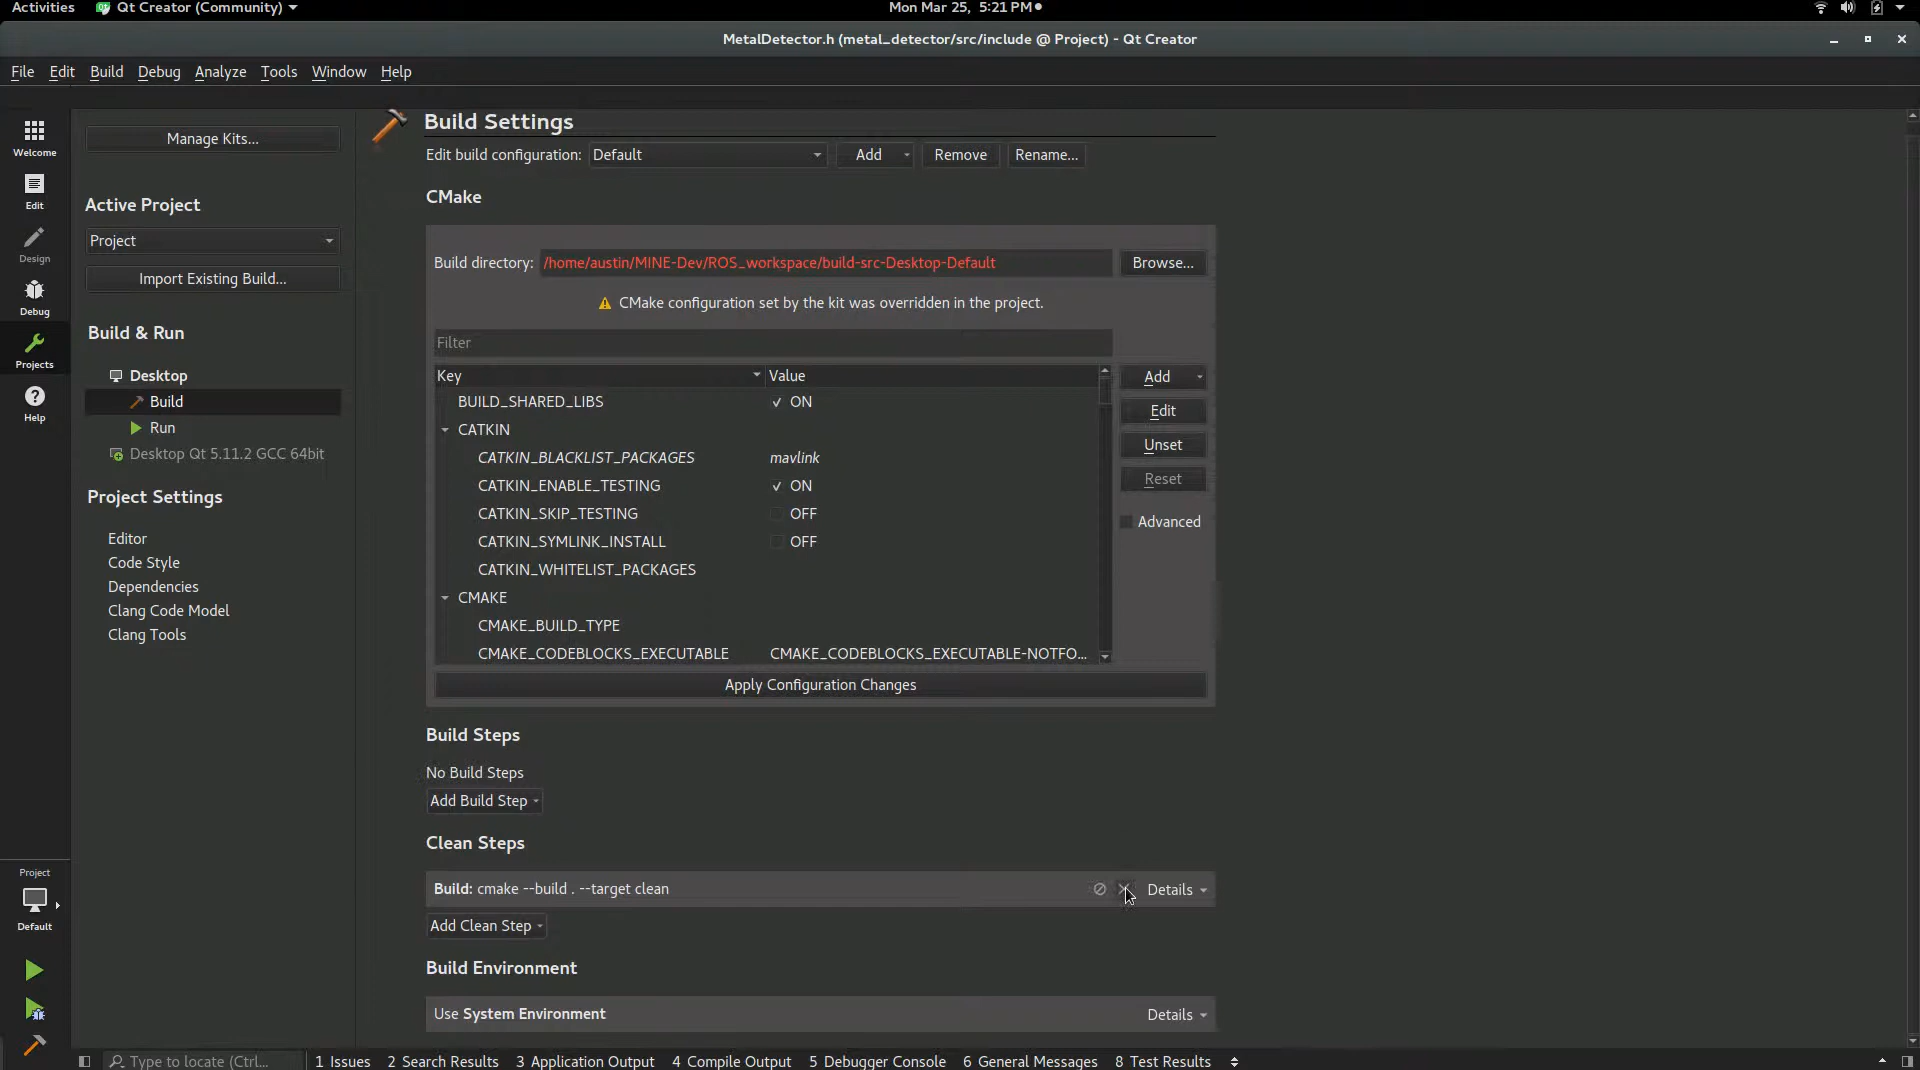 Activities Qt Creator (Community) Mon Mar 25, 5:21 PM
MetalDetector.h (metal_detector/src/include @ Project) - Qt Creator
File Edit Build Debug Analyze Tools Window Help
Welcome
Edit
Design
Debug
Projects
Help
Manage Kits...
Active Project
Project
Import Existing Build...
Build & Run
Desktop
Build
Run
Desktop Qt 5.11.2 GCC 64bit
Project Settings
Editor
Code Style
Dependencies
Clang Code Model
Clang Tools
Build Settings
Edit build configuration: Default Add Remove Rename...
CMake
Build directory: /home/austin/MINE-Dev/ROS_workspace/build-src-Desktop-Default Browse...
CMake configuration set by the kit was overridden in the project.
Filter
Key Value
BUILD_SHARED_LIBS ON
CATKIN
CATKIN_BLACKLIST_PACKAGES mavlink
CATKIN_ENABLE_TESTING ON
CATKIN_SKIP_TESTING OFF
CATKIN_SYMLINK_INSTALL OFF
CATKIN_WHITELIST_PACKAGES
CMAKE
CMAKE_BUILD_TYPE
CMAKE_CODEBLOCKS_EXECUTABLE CMAKE_CODEBLOCKS_EXECUTABLE-NOTFO...
Add
Edit
Unset
Reset
Advanced
Apply Configuration Changes
Build Steps
No Build Steps
Add Build Step
Clean Steps
Build: cmake --build . --target clean Details
Add Clean Step
Build Environment
Use System Environment Details
Project
Default
Type to locate (Ctrl... 1 Issues 2 Search Results 3 Application Output 4 Compile Output 5 Debugger Console 6 General Messages 8 Test Results